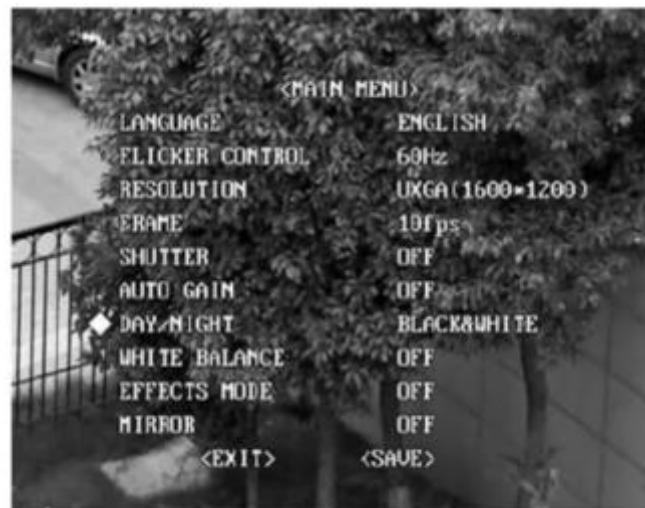 <MAIN MENU>
LANGUAGE ENGLISH
FLICKER CONTROL 60Hz
RESOLUTION UXGA(1600*1200)
FRAME 10fps
SHUTTER OFF
AUTO GAIN OFF
DAY/NIGHT BLACK&WHITE
WHITE BALANCE OFF
EFFECTS MODE OFF
MIRROR OFF
<EXIT> <SAVE>